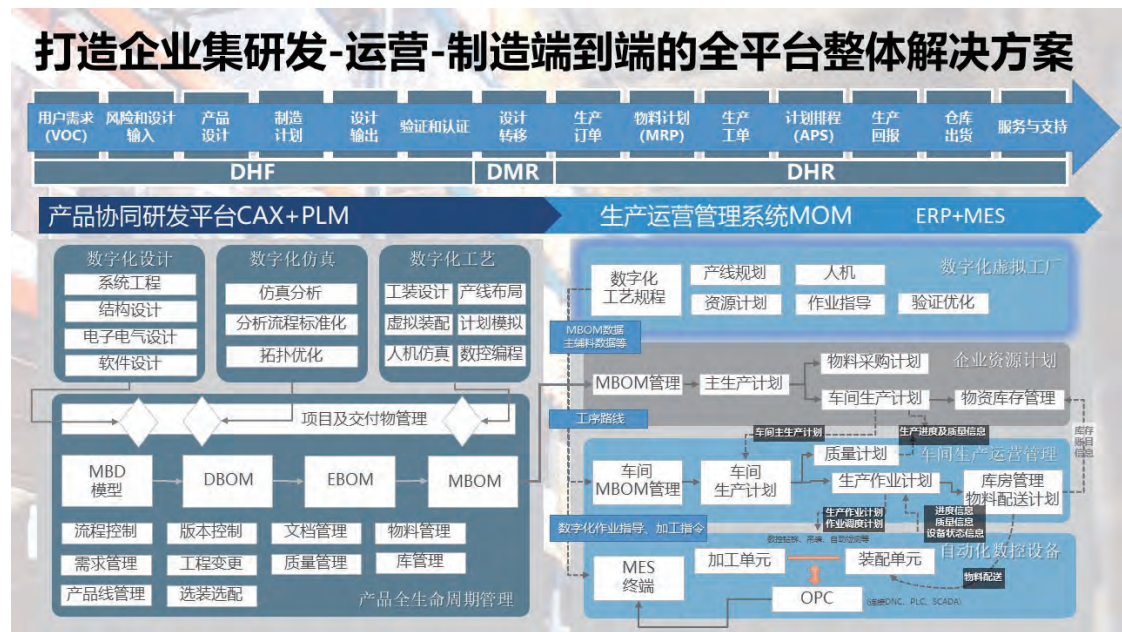 打造企业集研发-运营-制造端到端的全平台整体解决方案
用户需求
(VOC)
风险和设计
输入
产品
设计
制造
计划
设计
输出
验证和认证
设计
转移
生产
订单
物料计划
(MRP)
生产
工单
计划排程
(APS)
生产
回报
仓库
出货
服务与支持
DHF
DMR
DHR
产品协同研发平台CAX+PLM
生产运营管理系统MOM
ERP+MES
数字化设计
系统工程
结构设计
电子电气设计
软件设计
数字化仿真
仿真分析
分析流程标准化
拓扑优化
数字化工艺
工装设计
产线布局
虚拟装配
计划模拟
人机仿真
数控编程
项目及交付物管理
MBD
模型
DBOM
EBOM
MBOM
流程控制
版本控制
文档管理
物料管理
需求管理
工程变更
质量管理
库管理
产品线管理
选装选配
产品全生命周期管理
数字化
工艺规程
产线规划
人机
数字化虚拟工厂
资源计划
作业指导
验证优化
MBOM数据
主辅料数据等
企业资源计划
MBOM管理
主生产计划
物料采购计划
车间生产计划
物资库存管理
工序路线
车间主生产计划
生产进度及质量信息
库存
账目
信息
车间生产运营管理
车间
MBOM管理
车间
生产计划
质量计划
生产作业计划
库房管理
物料配送计划
数字化作业指导、加工指令
生产作业计划
作业调度计划
进度信息
质量信息
设备状态信息
自动化数控设备
MES
终端
加工单元
装配单元
物料配送
OPC
(连接DNC、PLC、SCADA)